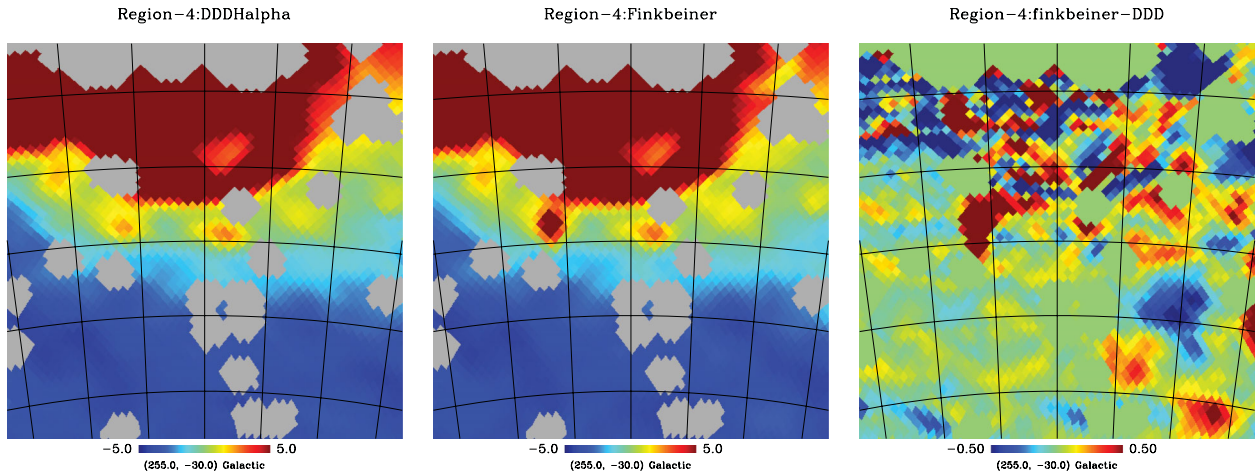 Region-4:DDDHalpha
Region-4:Finkbeiner
Region-4:finkbeiner-DDD
-5.0 5.0
(255.0, -30.0) Galactic
-5.0 5.0
(255.0, -30.0) Galactic
-0.50 0.50
(255.0, -30.0) Galactic